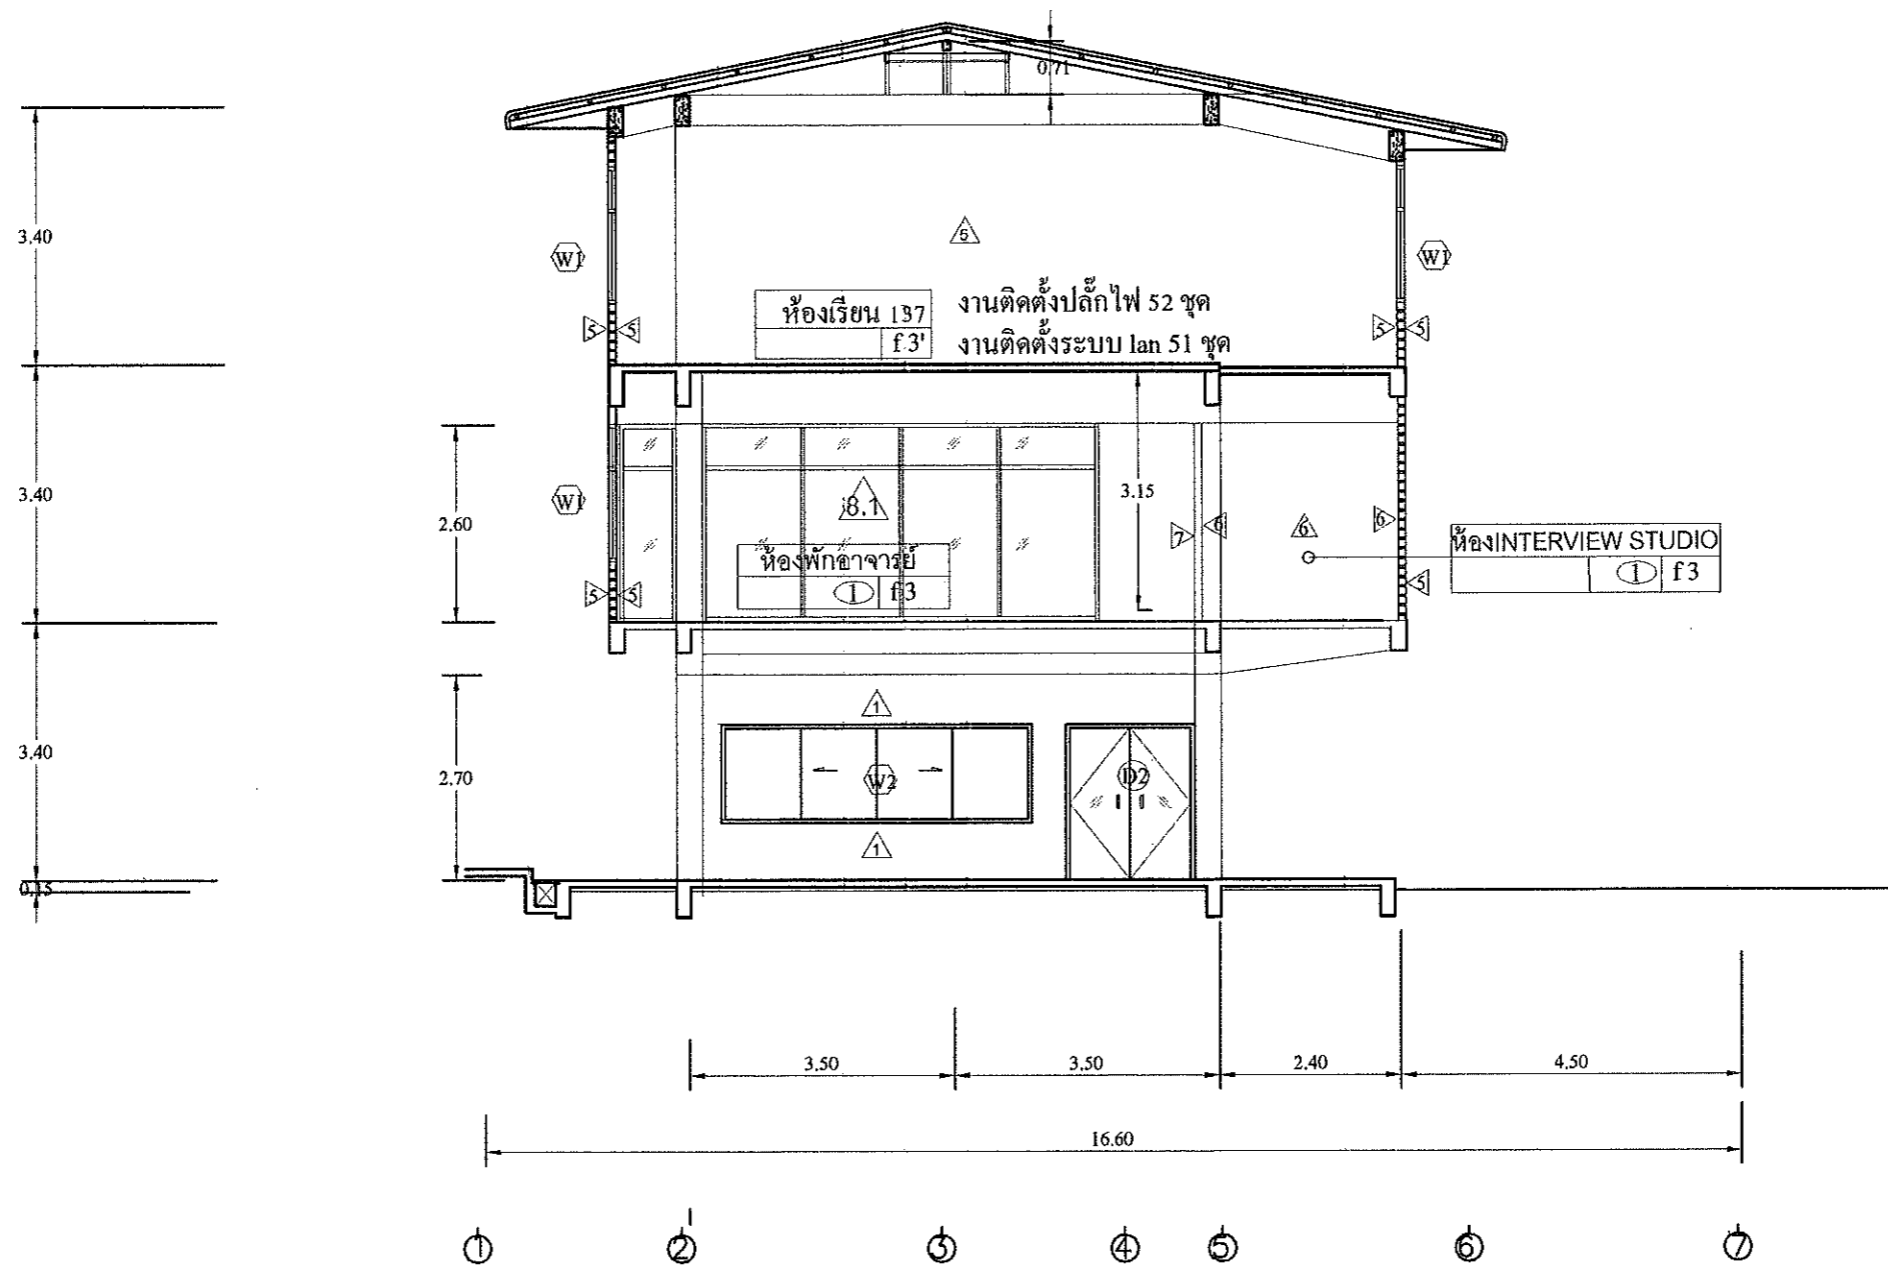 0.71
3.40
5
W1
W1
ห้องเรียน 137
f 3'
งานติดตั้งปลั๊กไฟ 52 ชุด
งานติดตั้งระบบ lan 51 ชุด
5 5
5 5
3.40
2.60
W1
8.1
3.15
7 6
6
6
ห้องพักอาจารย์
1 f3
ห้องINTERVIEW STUDIO
1 f3
5 5
5
3.40
2.70
1
W2
D2
1
0.15
3.50 3.50 2.40 4.50
16.60
1 2 3 4 5 6 7